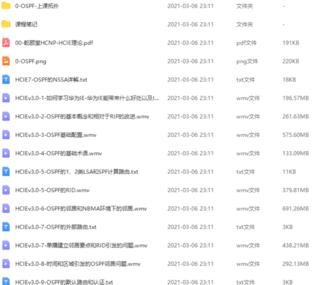 0-OSPF-上课拓扑 2021-03-06 23:11 文件夹
课程笔记 2021-03-06 23:11 文件夹
00-乾颐堂HCNP-HCIE理论.pdf 2021-03-06 23:11 pdf文件 191KB
0-OSPF.png 2021-03-06 23:11 png文件 220KB
HCIE7-OSPF的NSSA详解.txt 2021-03-06 23:11 txt文件 18KB
HCIEv3.0-1-如何学习华为IE-华为IE能带来什么好处以及I... 2021-03-06 23:11 wmv文件 196.57MB
HCIEv3.0-2-OSPF的基本概念和相对于RIP的改进.wmv 2021-03-06 23:11 wmv文件 261.63MB
HCIEv3.0-3-OSPF基础配置.wmv 2021-03-06 23:11 wmv文件 575.60MB
HCIEv3.0-4-OSPF的基础术语.wmv 2021-03-06 23:11 wmv文件 133.09MB
HCIEv3.0-5-OSPF的1、2类LSA和SPF计算路由.txt 2021-03-06 23:11 txt文件 11KB
HCIEv3.0-5-OSPF的RID.wmv 2021-03-06 23:11 wmv文件 379.81MB
HCIEv3.0-6-OSPF的邻居和NBMA环境下的邻居.wmv 2021-03-06 23:11 wmv文件 691.26MB
HCIEv3.0-7-OSPF的外部路由.txt 2021-03-06 23:11 txt文件 3KB
HCIEv3.0-7-毗邻建立邻居要求和RID引发的问题.wmv 2021-03-06 23:11 wmv文件 438.21MB
HCIEv3.0-8-时间和区域引发的OSPF邻居问题.wmv 2021-03-06 23:11 wmv文件 292.13MB
HCIEv3.0-9-OSPF的默认路由和认证.txt 2021-03-06 23:11 txt文件 3KB